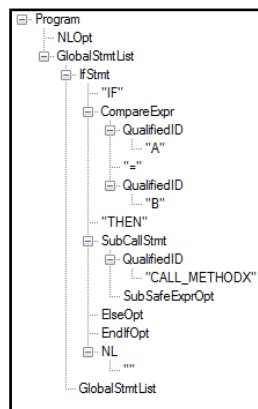 Program
NLOpt
GlobalStmtList
IfStmt
"IF"
CompareExpr
QualifiedID
"A"
"="
QualifiedID
"B"
"THEN"
SubCallStmt
QualifiedID
"CALL_METHODX"
SubSafeExprOpt
ElseOpt
EndIfOpt
NL
""
GlobalStmtList